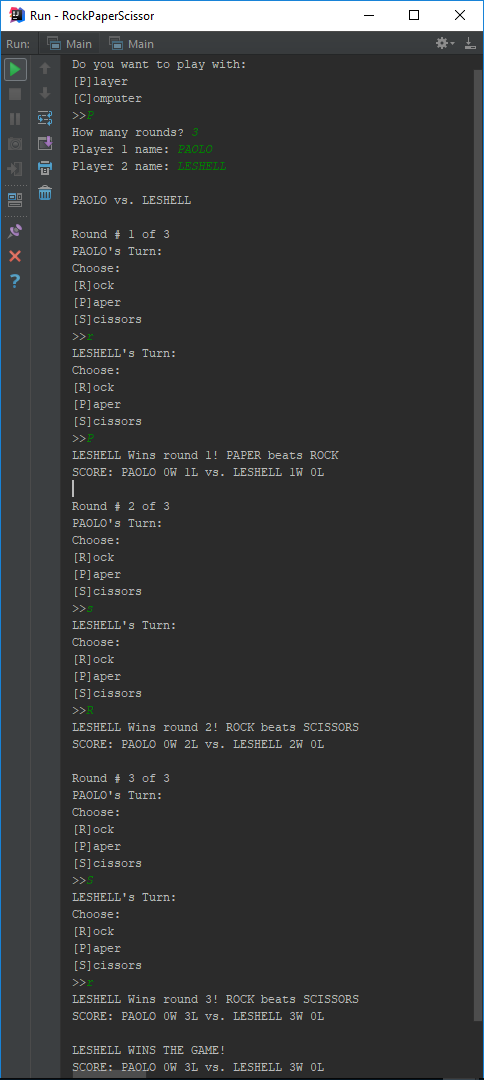 Run - RockPaperScissor
Run: Main Main
Do you want to play with:
[P]layer
[C]omputer
>>P
How many rounds? 3
Player 1 name: PAOLO
Player 2 name: LESHELL
PAOLO vs. LESHELL
Round # 1 of 3
PAOLO's Turn:
Choose:
[R]ock
[P]aper
[S]cissors
>>r
LESHELL's Turn:
Choose:
[R]ock
[P]aper
[S]cissors
>>P
LESHELL Wins round 1! PAPER beats ROCK
SCORE: PAOLO 0W 1L vs. LESHELL 1W 0L
Round # 2 of 3
PAOLO's Turn:
Choose:
[R]ock
[P]aper
[S]cissors
>>s
LESHELL's Turn:
Choose:
[R]ock
[P]aper
[S]cissors
>>R
LESHELL Wins round 2! ROCK beats SCISSORS
SCORE: PAOLO 0W 2L vs. LESHELL 2W 0L
Round # 3 of 3
PAOLO's Turn:
Choose:
[R]ock
[P]aper
[S]cissors
>>S
LESHELL's Turn:
Choose:
[R]ock
[P]aper
[S]cissors
>>r
LESHELL Wins round 3! ROCK beats SCISSORS
SCORE: PAOLO 0W 3L vs. LESHELL 3W 0L
LESHELL WINS THE GAME!
SCORE: PAOLO 0W 3L vs. LESHELL 3W 0L